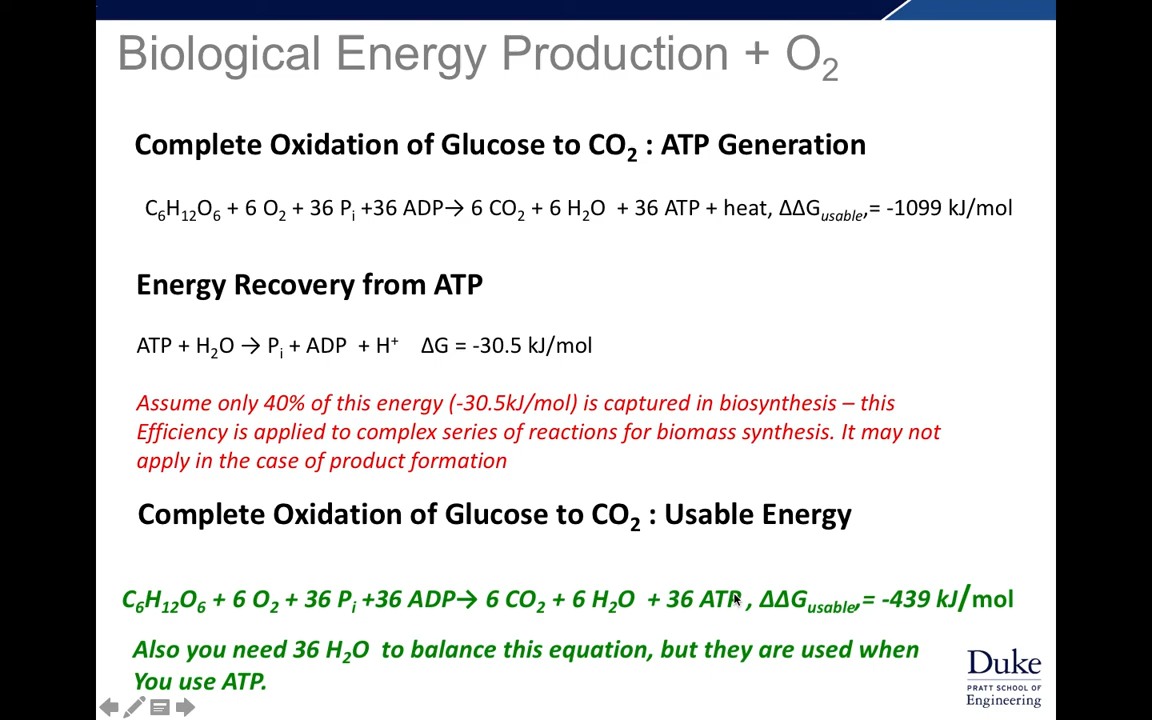 Biological Energy Production + O₂
Complete Oxidation of Glucose to CO₂ : ATP Generation
C₆H₁₂O₆ + 6 O₂ + 36 Pᵢ +36 ADP→ 6 CO₂ + 6 H₂O + 36 ATP + heat, ΔΔG_usable,= -1099 kJ/mol
Energy Recovery from ATP
ATP + H₂O → Pᵢ + ADP + H⁺ ΔG = -30.5 kJ/mol
Assume only 40% of this energy (-30.5kJ/mol) is captured in biosynthesis – this
Efficiency is applied to complex series of reactions for biomass synthesis. It may not
apply in the case of product formation
Complete Oxidation of Glucose to CO₂ : Usable Energy
C₆H₁₂O₆ + 6 O₂ + 36 Pᵢ +36 ADP→ 6 CO₂ + 6 H₂O + 36 ATP , ΔΔG_usable,= -439 kJ/mol
Also you need 36 H₂O to balance this equation, but they are used when
You use ATP.
Duke
PRATT SCHOOL OF
Engineering